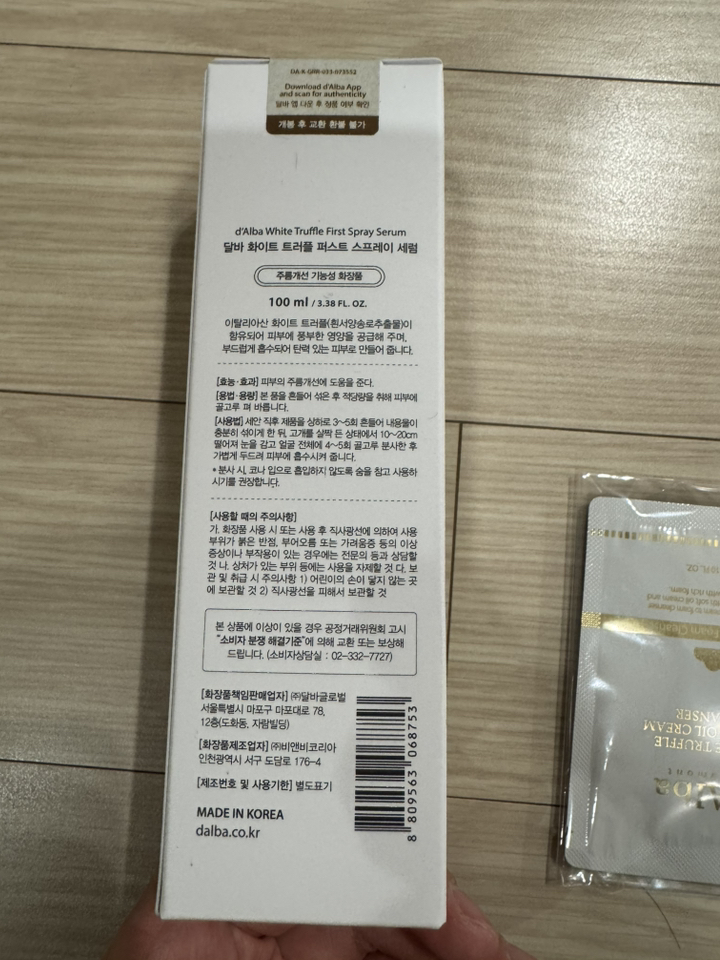 DA-K-GRR-v33-073552
Download d'Alba App
and scan for authenticity
달바 앱 다운 후 정품 여부 확인
개봉 후 교환 환불 불가
d'Alba White Truffle First Spray Serum
달바 화이트 트러플 퍼스트 스프레이 세럼
주름개선 기능성 화장품
100 ml / 3.38 FL. OZ.
이탈리아산 화이트 트러플(흰서양송로추출물)이
함유되어 피부에 풍부한 영양을 공급해 주며,
부드럽게 흡수되어 탄력 있는 피부로 만들어 줍니다.
[효능·효과] 피부의 주름개선에 도움을 준다.
[용법·용량] 본 품을 흔들어 섞은 후 적당량을 취해 피부에
골고루 펴 바릅니다.
[사용법] 세안 직후 제품을 상하로 3~5회 흔들어 내용물이
충분히 섞이게 한 뒤, 고개를 살짝 든 상태에서 10~20cm
떨어져 눈을 감고 얼굴 전체에 4~5회 골고루 분사한 후
가볍게 두드려 피부에 흡수시켜 줍니다.
* 분사 시, 코나 입으로 흡입하지 않도록 숨을 참고 사용하
시기를 권장합니다.
[사용할 때의 주의사항]
가. 화장품 사용 시 또는 사용 후 직사광선에 의하여 사용
부위가 붉은 반점, 부어오름 또는 가려움증 등의 이상
증상이나 부작용이 있는 경우에는 전문의 등과 상담할
것 나. 상처가 있는 부위 등에는 사용을 자제할 것 다. 보
관 및 취급 시 주의사항 1) 어린이의 손이 닿지 않는 곳
에 보관할 것 2) 직사광선을 피해서 보관할 것
본 상품에 이상이 있을 경우 공정거래위원회 고시
"소비자 분쟁 해결기준"에 의해 교환 또는 보상해
드립니다. (소비자상담실 : 02-332-7727)
[화장품책임판매업자] ㈜달바글로벌
서울특별시 마포구 마포대로 78,
12층(도화동, 자람빌딩)
[화장품제조업자] ㈜비앤비코리아
인천광역시 서구 도담로 176-4
[제조번호 및 사용기한] 별도표기
MADE IN KOREA
dalba.co.kr
8 809563 068753
TRUFFLE
OIL CREAM